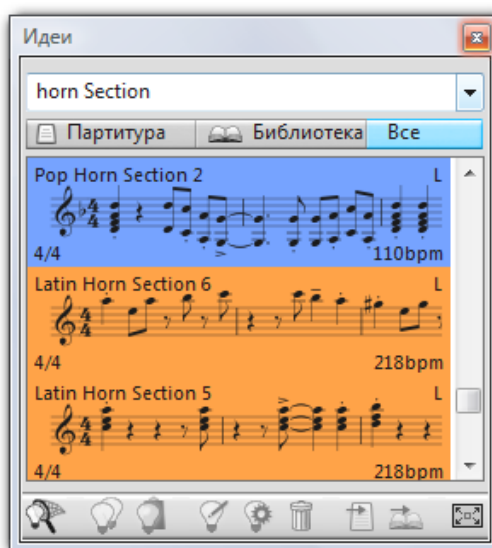 Идеи
horn Section
Партитура Библиотека Все
Pop Horn Section 2 L
4/4 110bpm
Latin Horn Section 6 L
4/4 218bpm
Latin Horn Section 5 L
4/4 218bpm